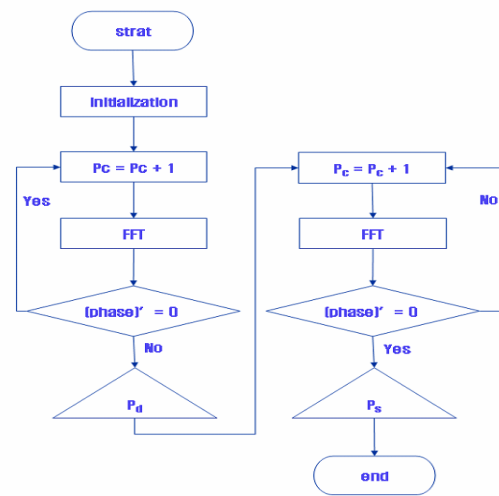 strat
initialization
Pc = Pc + 1
Yes
FFT
(phase)' = 0
No
Pd
Pc = Pc + 1
No
FFT
(phase)' = 0
Yes
Ps
end